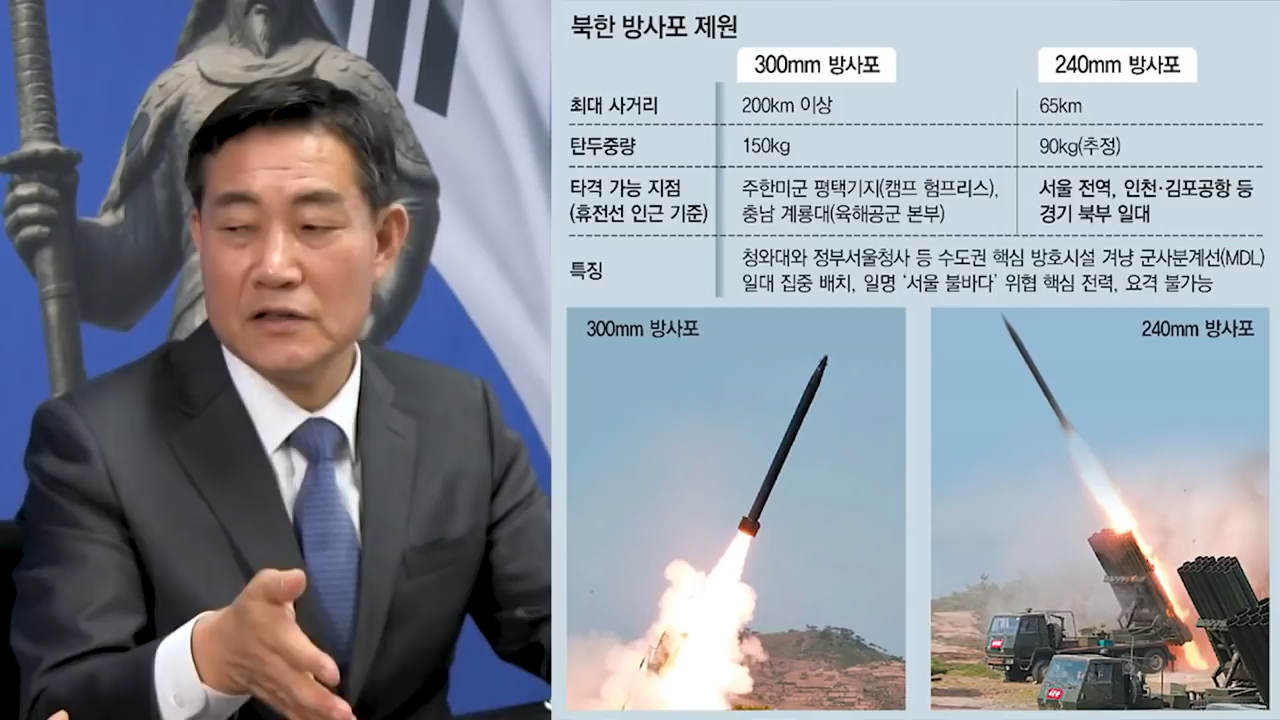 북한 방사포 제원
300mm 방사포
240mm 방사포
최대 사거리
200km 이상
65km
탄두중량
150kg
90kg(추정)
타격 가능 지점
(휴전선 인근 기준)
주한미군 평택기지(캠프 험프리스),
충남 계룡대(육해공군 본부)
서울 전역, 인천·김포공항 등
경기 북부 일대
특징
청와대와 정부서울청사 등 수도권 핵심 방호시설 겨냥 군사분계선(MDL)
일대 집중 배치, 일명 ‘서울 불바다’ 위협 핵심 전력, 요격 불가능
300mm 방사포
240mm 방사포